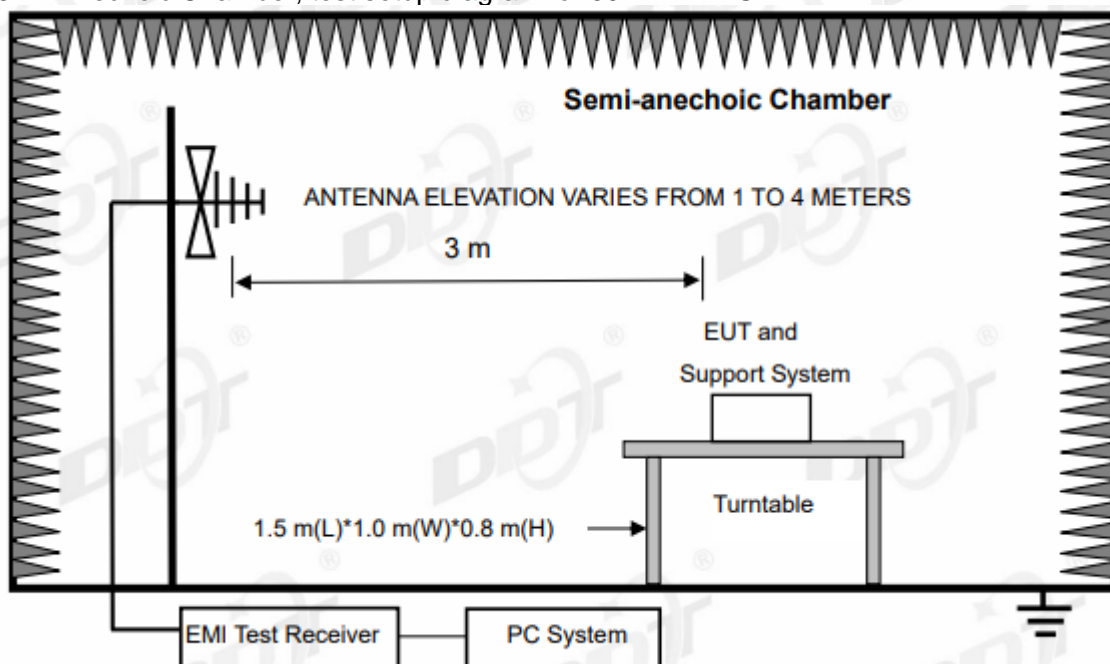 Semi-anechoic Chamber
ANTENNA ELEVATION VARIES FROM 1 TO 4 METERS
3 m
EUT and
Support System
1.5 m(L)*1.0 m(W)*0.8 m(H)
Turntable
EMI Test Receiver
PC System
DDT
®